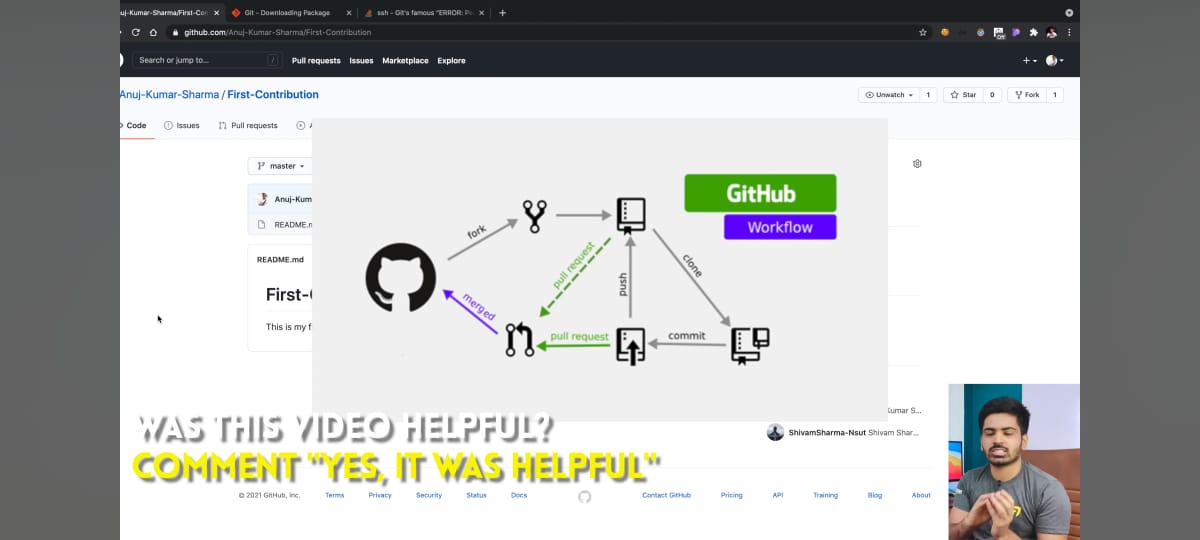 uj-Kumar-Sharma/First-Con
Git - Downloading Package
ssh - Git's famous "ERROR: Pe
github.com/Anuj-Kumar-Sharma/First-Contribution
Search or jump to...
/
Pull requests
Issues
Marketplace
Explore
Anuj-Kumar-Sharma / First-Contribution
Unwatch 1
Star 0
Fork 1
Code
Issues
Pull requests
master
Anuj-Kum
README.m
README.md
First-
This is my f
GitHub
Workflow
fork
clone
pull request
push
merged
pull request
commit
Kumar S...
ShivamSharma-Nsut Shivam Shar...
WAS THIS VIDEO HELPFUL?
COMMENT "YES, IT WAS HELPFUL"
© 2021 GitHub, Inc.
Terms
Privacy
Security
Status
Docs
Contact GitHub
Pricing
API
Training
Blog
About